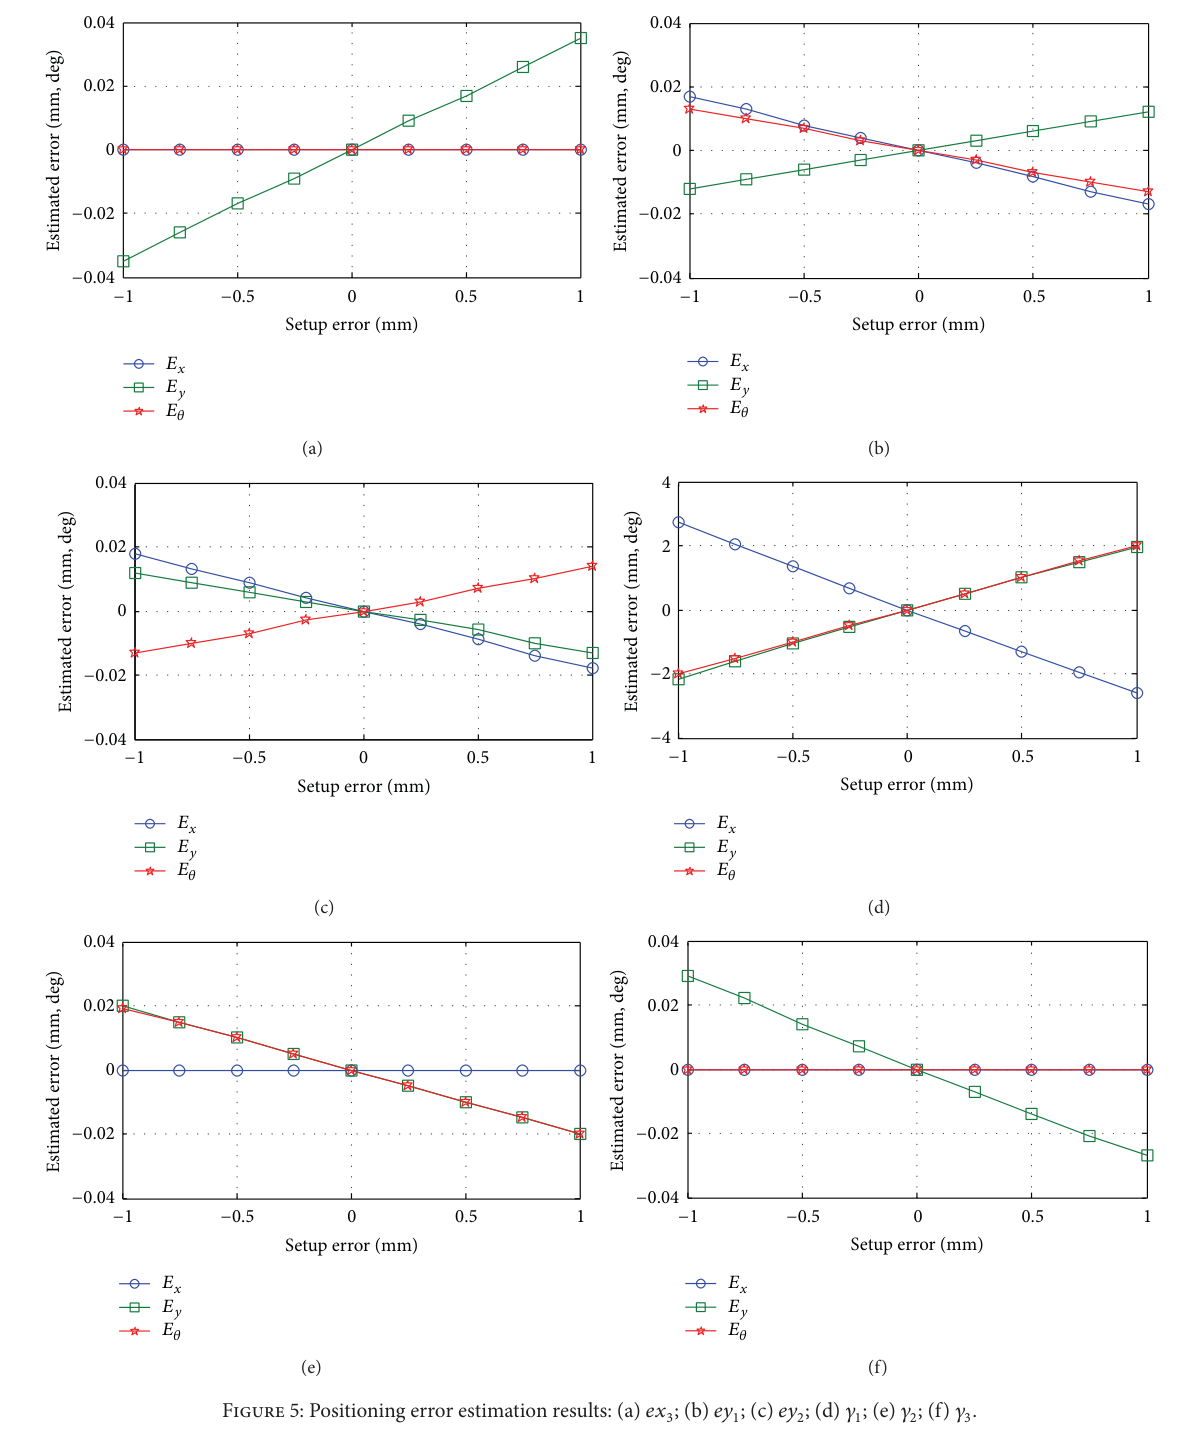 0.04
0.02
0
−0.02
−0.04
Estimated error (mm, deg)
−1 −0.5 0 0.5 1
Setup error (mm)
Ex
Ey
Eθ
(a)
0.04
0.02
0
−0.02
−0.04
Estimated error (mm, deg)
−1 −0.5 0 0.5 1
Setup error (mm)
Ex
Ey
Eθ
(b)
0.04
0.02
0
−0.02
−0.04
Estimated error (mm, deg)
−1 −0.5 0 0.5 1
Setup error (mm)
Ex
Ey
Eθ
(c)
4
2
0
−2
−4
Estimated error (mm, deg)
−1 −0.5 0 0.5 1
Setup error (mm)
Ex
Ey
Eθ
(d)
0.04
0.02
0
−0.02
−0.04
Estimated error (mm, deg)
−1 −0.5 0 0.5 1
Setup error (mm)
Ex
Ey
Eθ
(e)
0.04
0.02
0
−0.02
−0.04
Estimated error (mm, deg)
−1 −0.5 0 0.5 1
Setup error (mm)
Ex
Ey
Eθ
(f)
Figure 5: Positioning error estimation results: (a) ex3; (b) ey1; (c) ey2; (d) γ1; (e) γ2; (f) γ3.